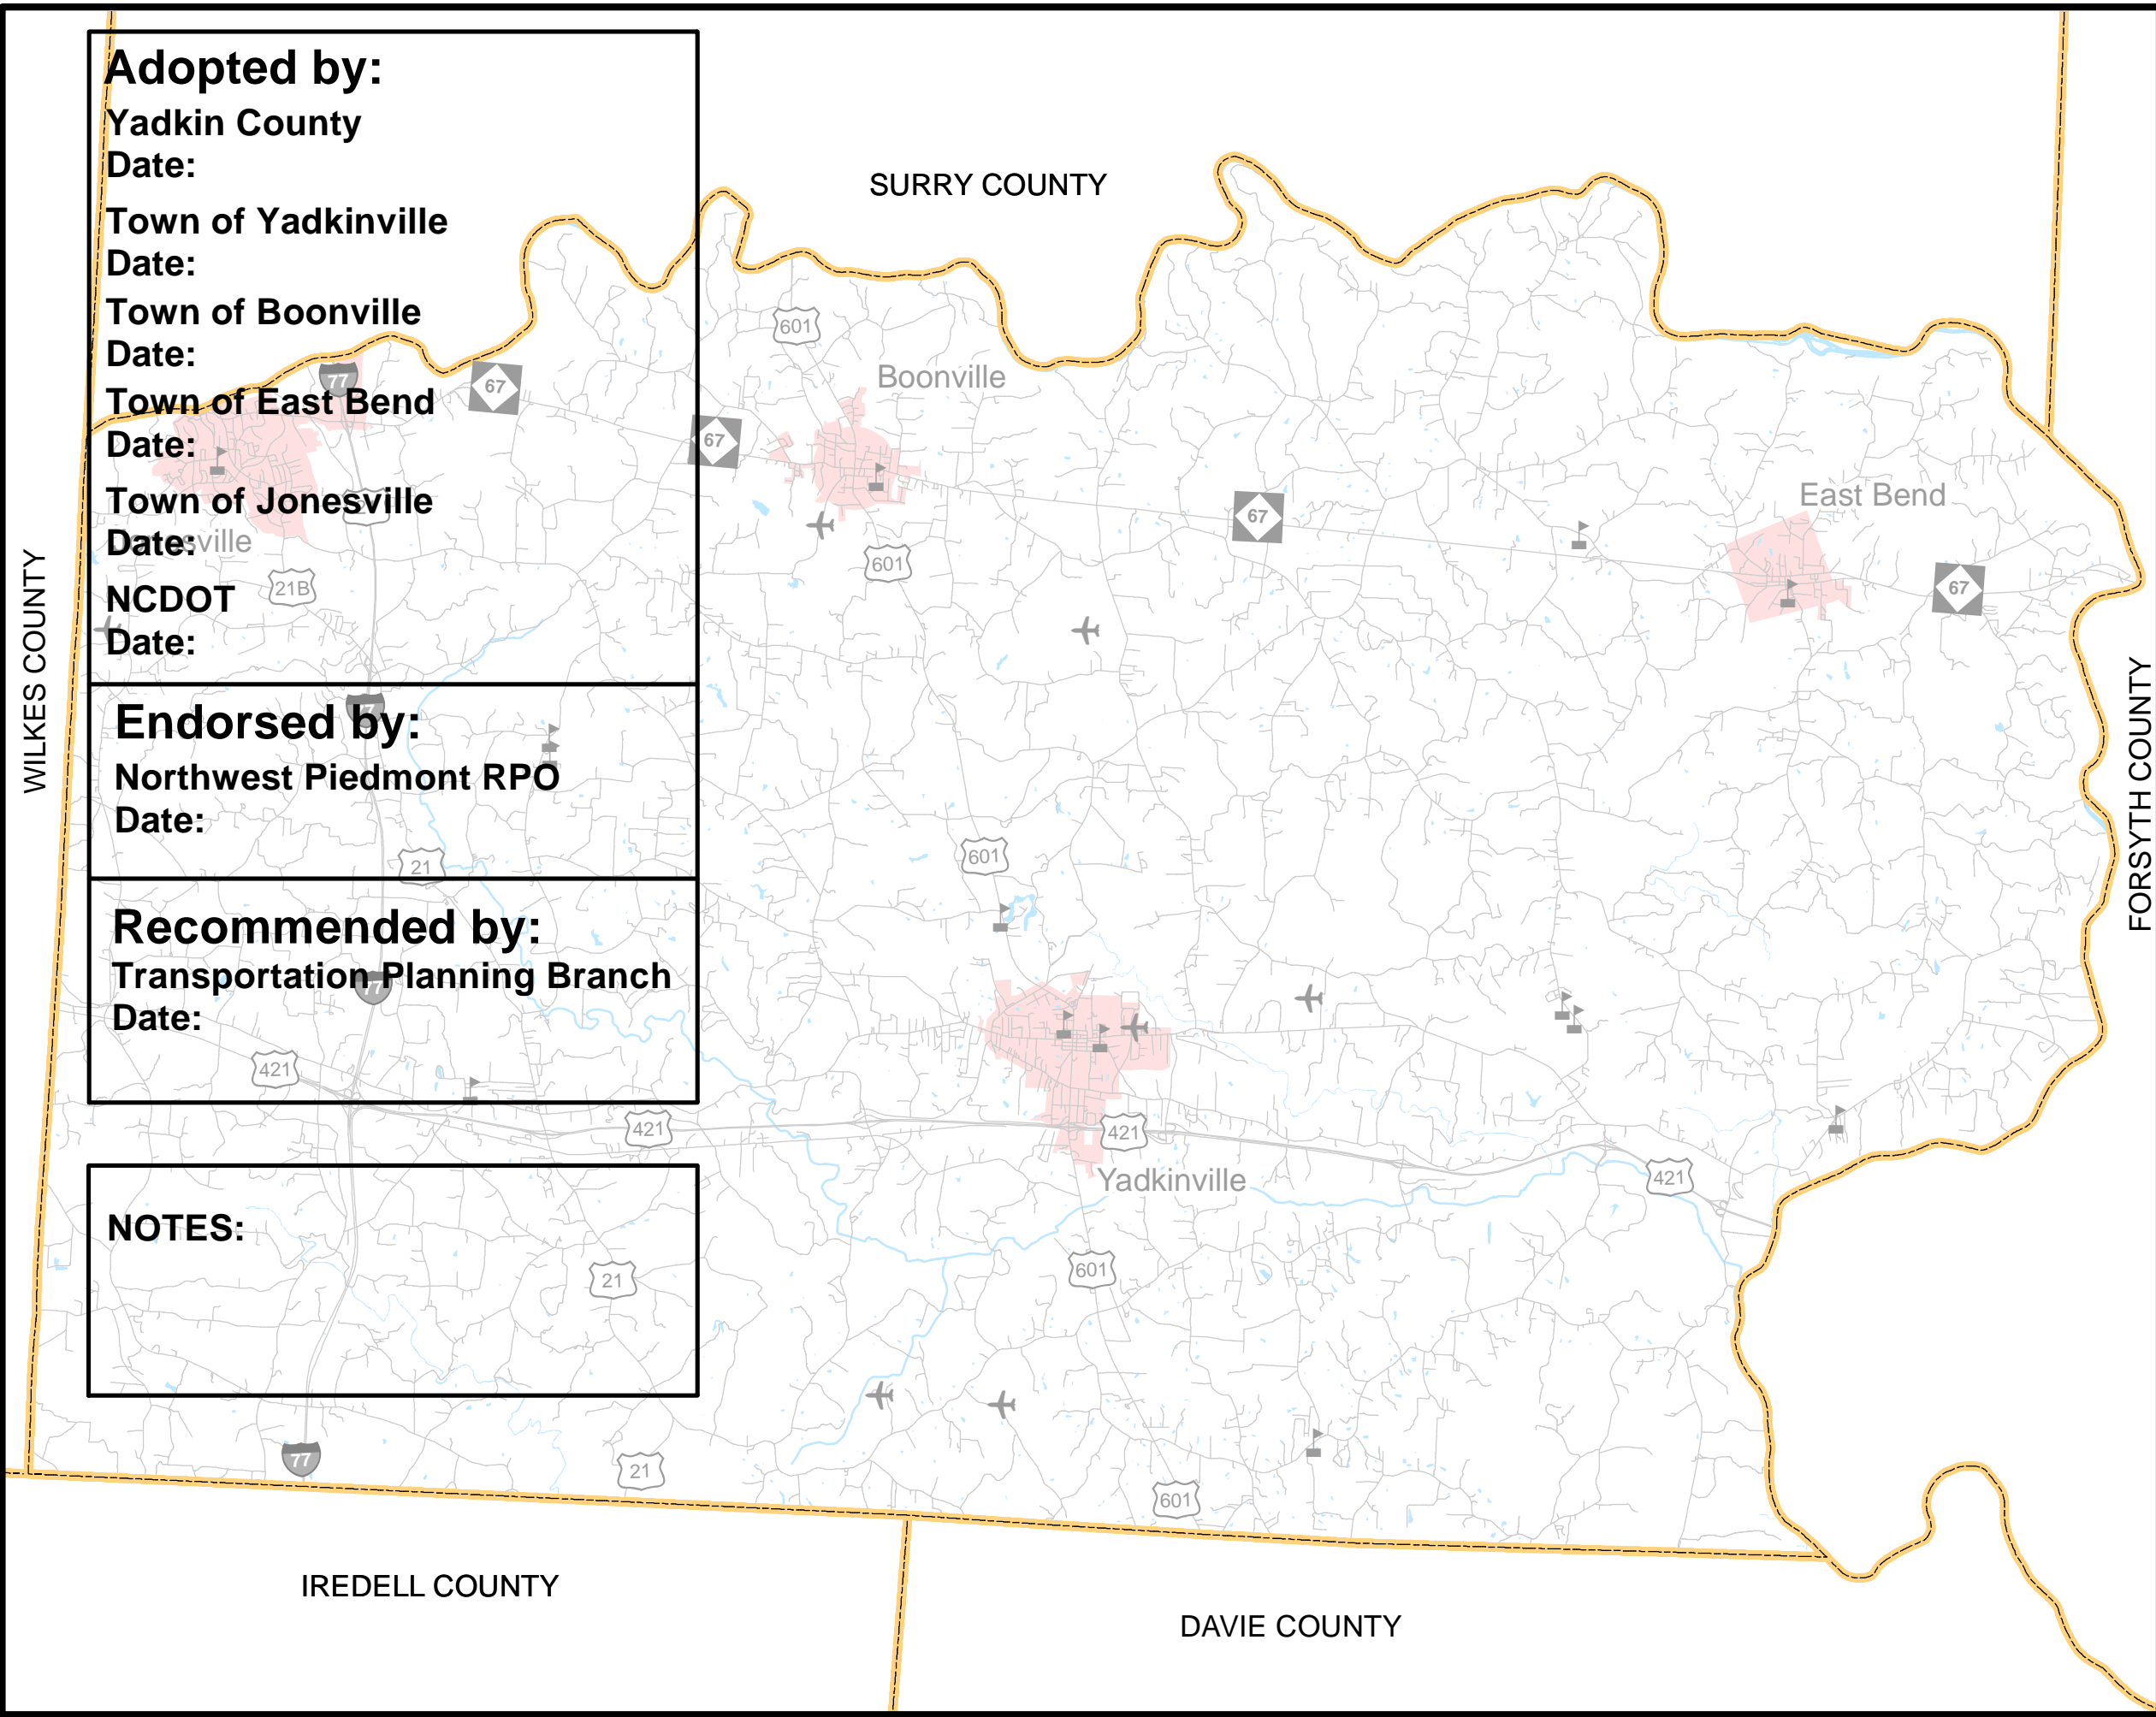 Adopted by:
Yadkin County
Date:
Town of Yadkinville
Date:
Town of Boonville
Date:
Town of East Bend
Date:
Town of Jonesville
Date:
NCDOT
Date:
Endorsed by:
Northwest Piedmont RPO
Date:
Recommended by:
Transportation Planning Branch
Date:
NOTES:
SURRY COUNTY
WILKES COUNTY
FORSYTH COUNTY
IREDELL COUNTY
DAVIE COUNTY
Boonville
East Bend
Yadkinville
601
77
67
67
67
67
601
21B
601
21
77
421
421
421
421
601
21
77
21
601